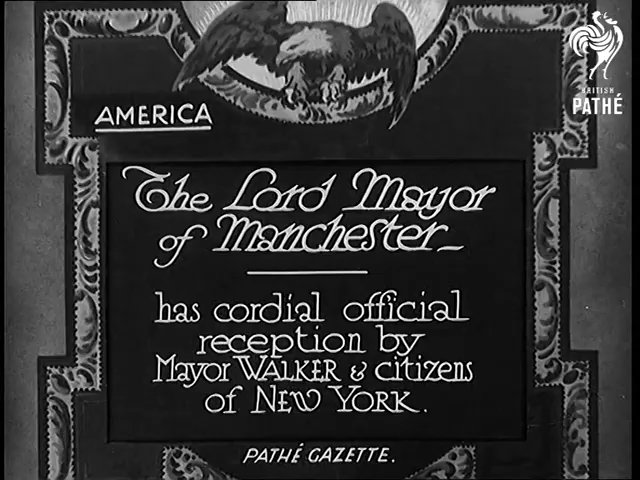 BRITISH
PATHÉ
AMERICA
The Lord Mayor
of Manchester_
has cordial official
reception by
Mayor WALKER & citizens
of NEW YORK.
PATHÉ GAZETTE.